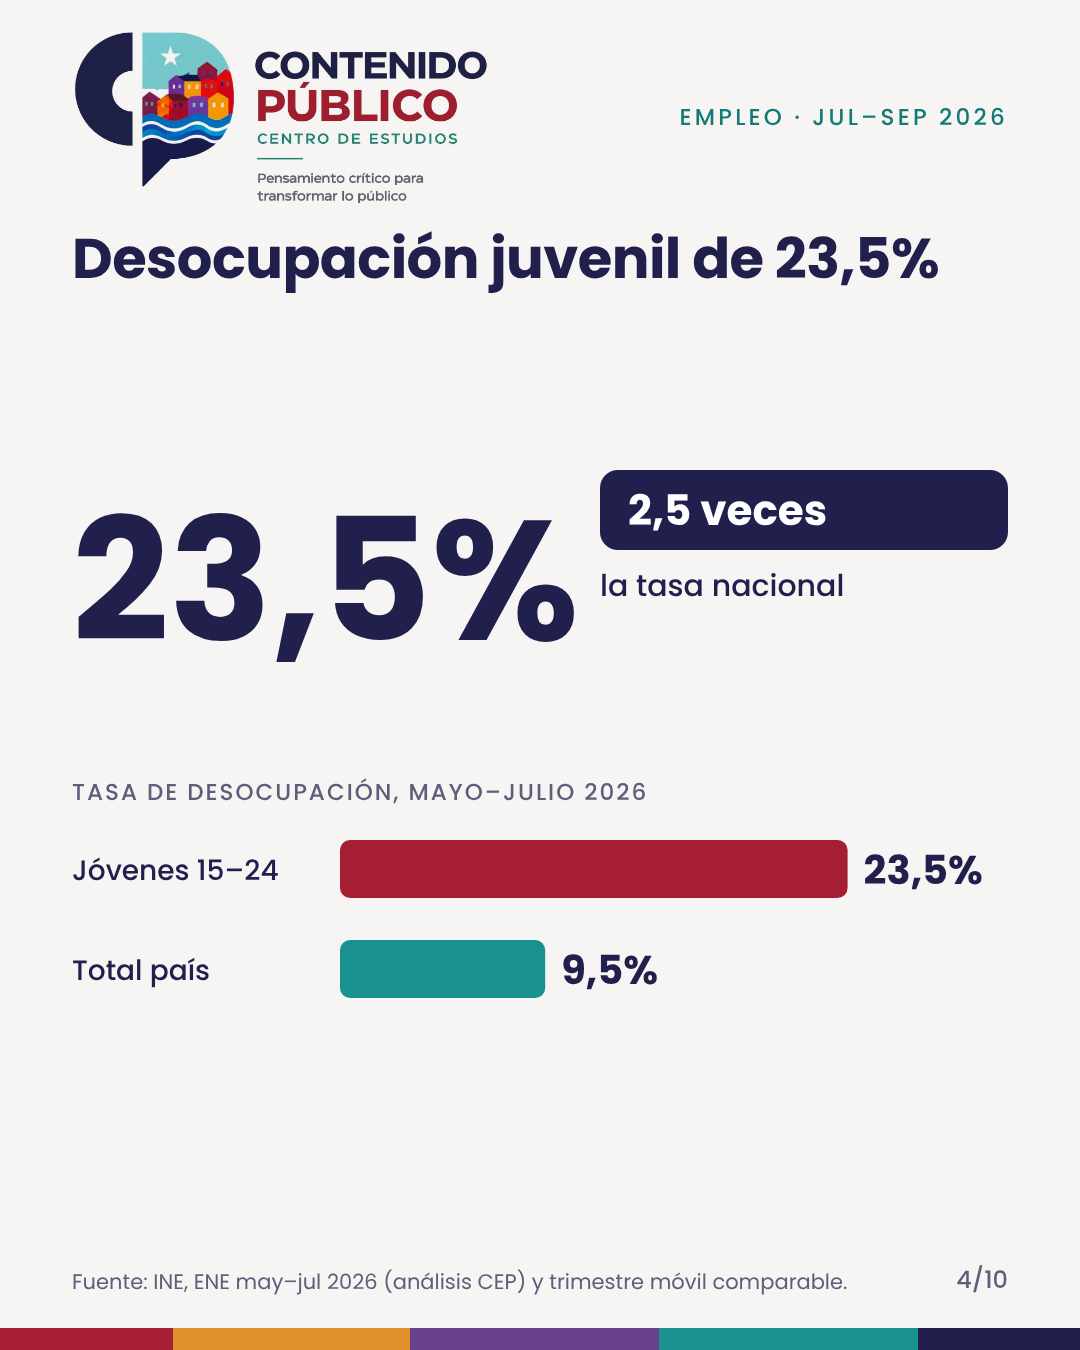 CONTENIDO
PÚBLICO
CENTRO DE ESTUDIOS
Pensamiento crítico para
transformar lo público
EMPLEO · JUL–SEP 2026
Desocupación juvenil de 23,5%
23,5%
2,5 veces
la tasa nacional
TASA DE DESOCUPACIÓN, MAYO–JULIO 2026
Jóvenes 15–24 23,5%
Total país 9,5%
Fuente: INE, ENE may–jul 2026 (análisis CEP) y trimestre móvil comparable.
4/10